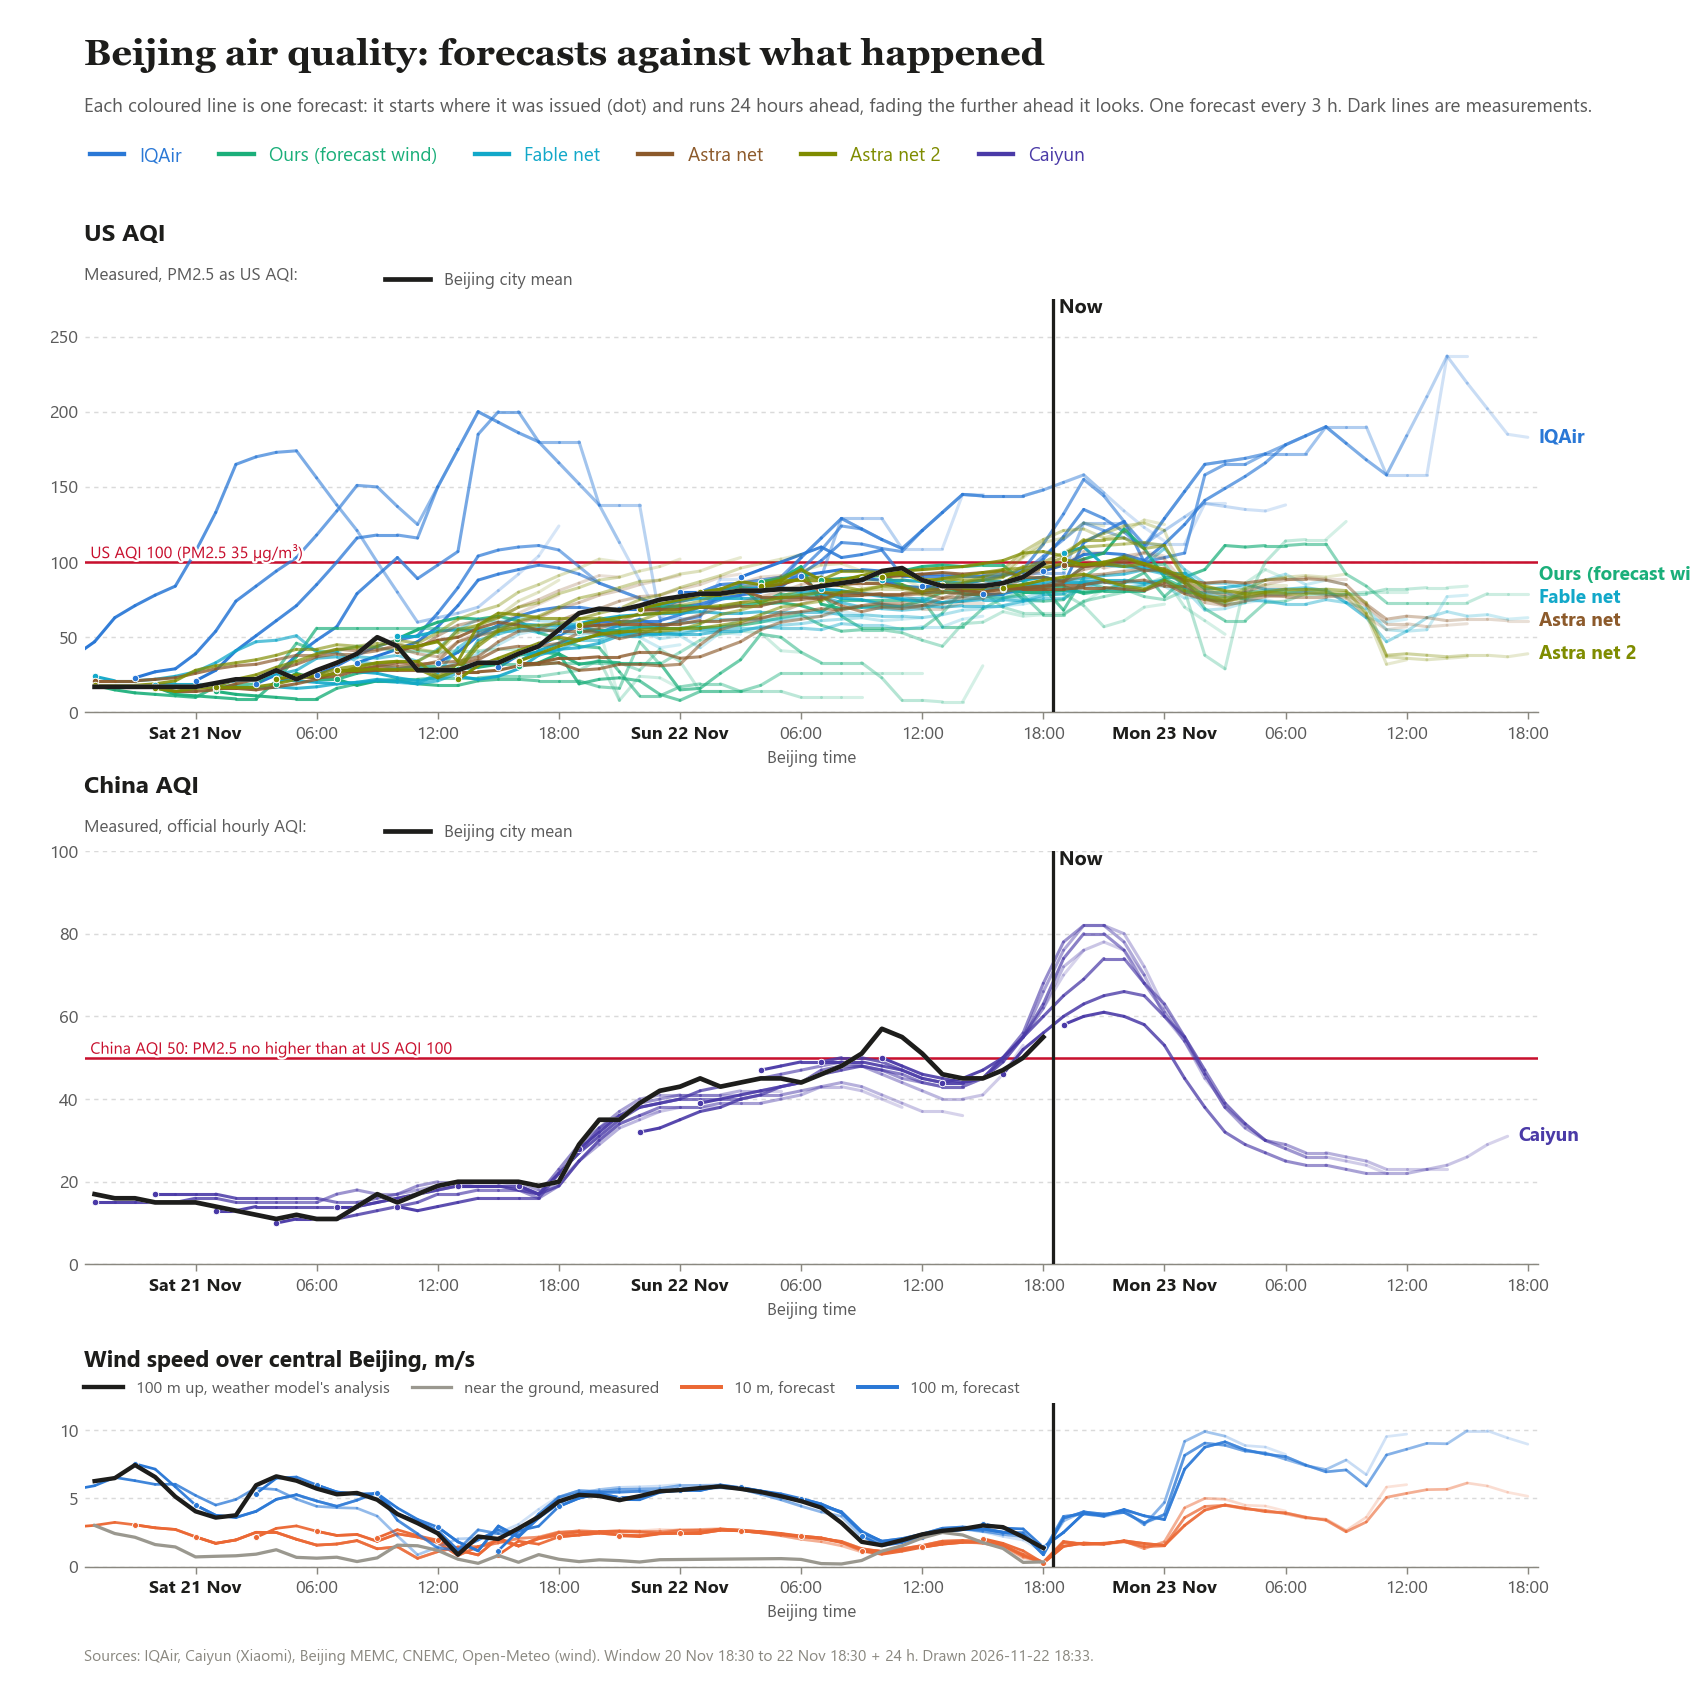 Beijing air quality: forecasts against what happened
Each coloured line is one forecast: it starts where it was issued (dot) and runs 24 hours ahead, fading the further ahead it looks. One forecast every 3 h. Dark lines are measurements.
IQAir Ours (forecast wind) Fable net Astra net Astra net 2 Caiyun
US AQI
Measured, PM2.5 as US AQI: Beijing city mean
Now
250
200
IQAir
150
US AQI 100 (PM2.5 35 µg/m³)
100
Ours (forecast wi
Fable net
Astra net
50
Astra net 2
0
Sat 21 Nov 06:00 12:00 18:00 Sun 22 Nov 06:00 12:00 18:00 Mon 23 Nov 06:00 12:00 18:00
Beijing time
China AQI
Measured, official hourly AQI: Beijing city mean
100
Now
80
60
China AQI 50: PM2.5 no higher than at US AQI 100
40
Caiyun
20
0
Sat 21 Nov 06:00 12:00 18:00 Sun 22 Nov 06:00 12:00 18:00 Mon 23 Nov 06:00 12:00 18:00
Beijing time
Wind speed over central Beijing, m/s
100 m up, weather model's analysis near the ground, measured 10 m, forecast 100 m, forecast
10
5
0
Sat 21 Nov 06:00 12:00 18:00 Sun 22 Nov 06:00 12:00 18:00 Mon 23 Nov 06:00 12:00 18:00
Beijing time
Sources: IQAir, Caiyun (Xiaomi), Beijing MEMC, CNEMC, Open-Meteo (wind). Window 20 Nov 18:30 to 22 Nov 18:30 + 24 h. Drawn 2026-11-22 18:33.